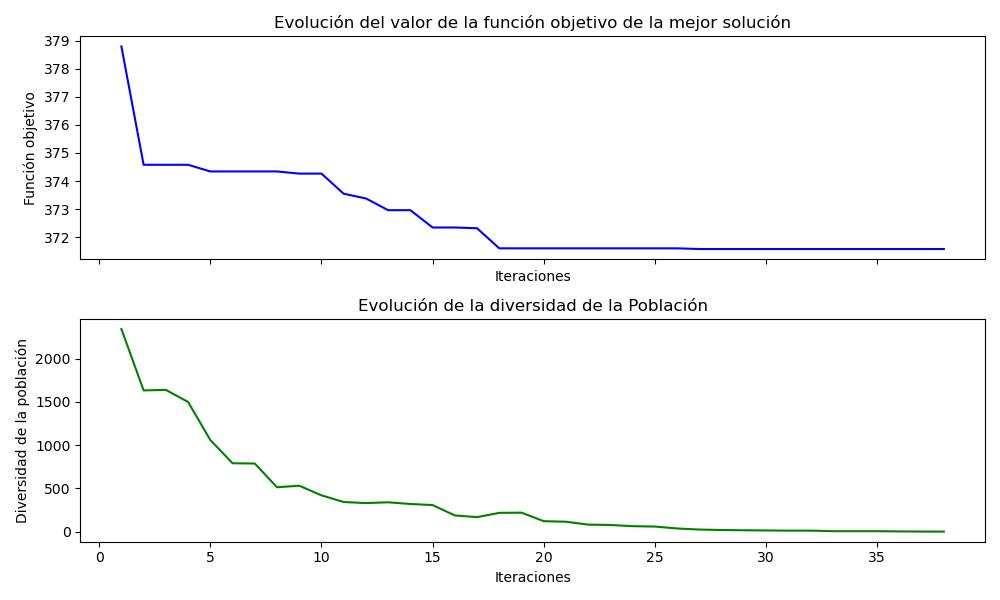 Evolución del valor de la función objetivo de la mejor solución
Función objetivo
379
378
377
376
375
374
373
372
Iteraciones
Evolución de la diversidad de la Población
Diversidad de la población
2000
1500
1000
500
0
0 5 10 15 20 25 30 35
Iteraciones